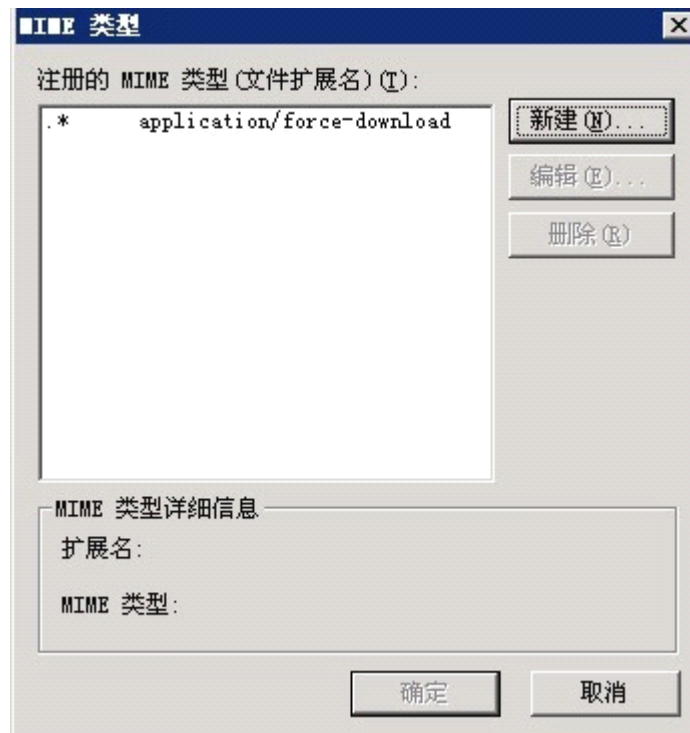 MIME 类型
注册的 MIME 类型(文件扩展名)(T):
.* application/force-download
新建(N)...
编辑(E)...
删除(R)
MIME 类型详细信息
扩展名:
MIME 类型:
确定
取消